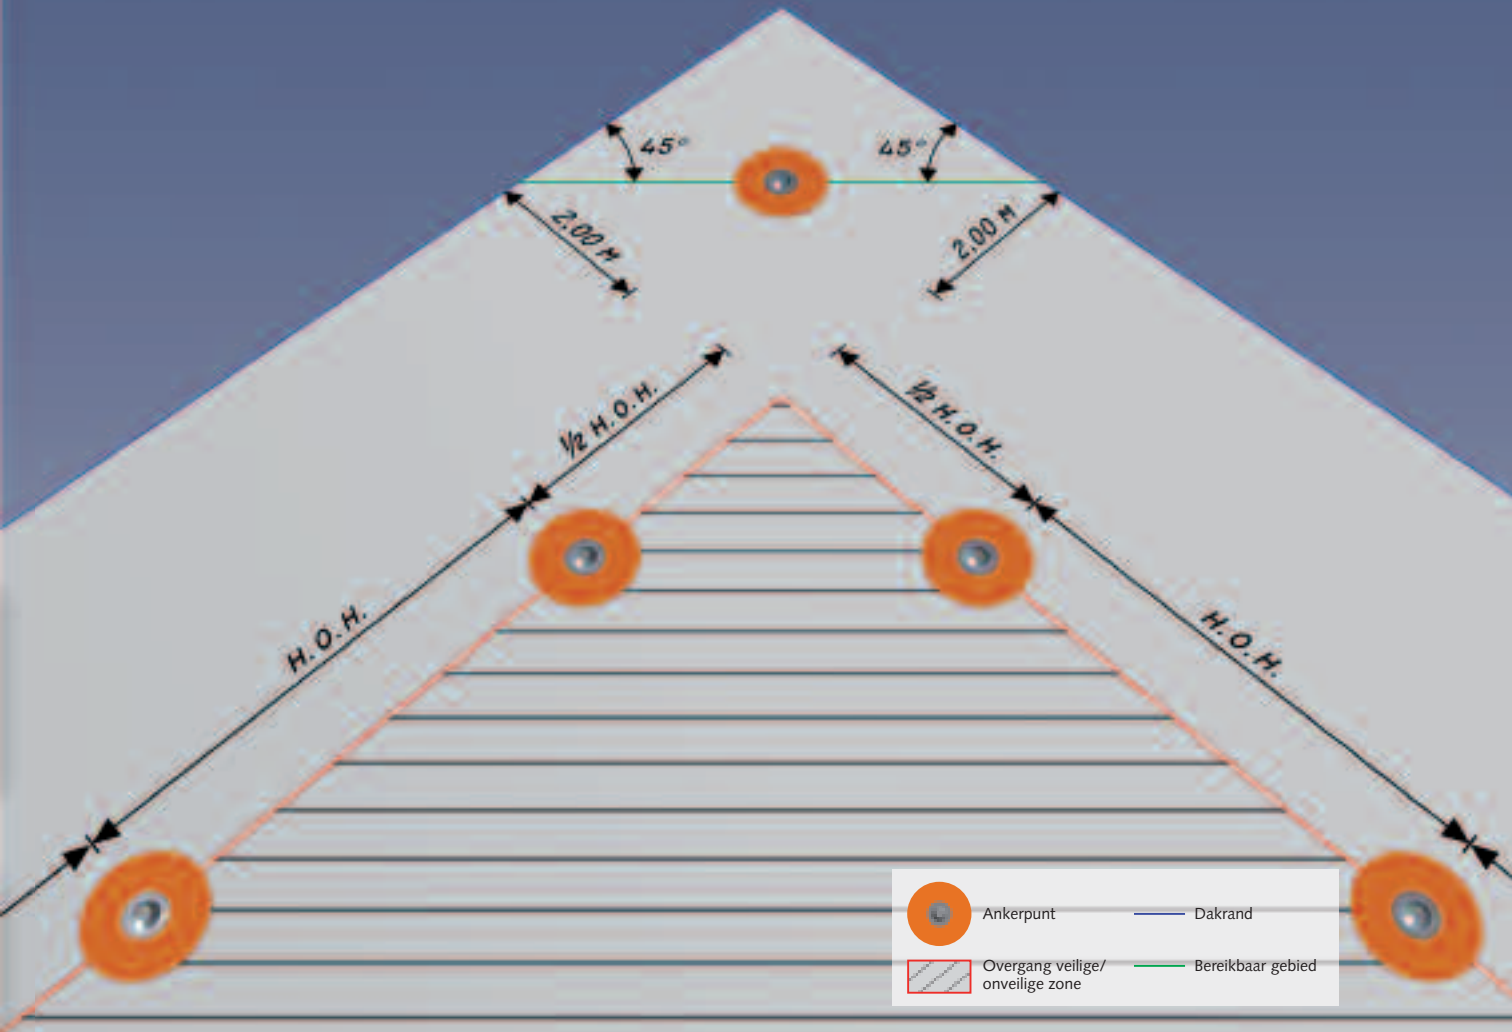 45°
45°
2,00 M
2,00 M
½ H.O.H.
½ H.O.H.
H.O.H.
H.O.H.
Ankerpunt
Dakrand
Overgang veilige/
onveilige zone
Bereikbaar gebied